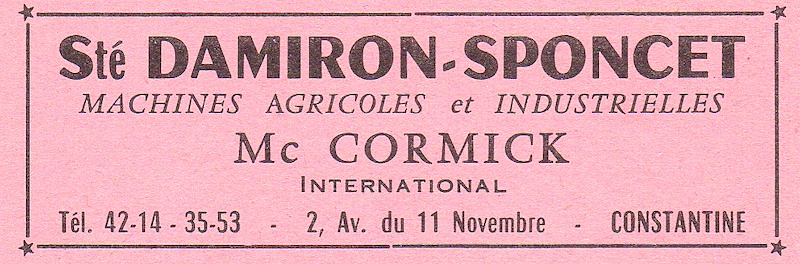 Sté DAMIRON-SPONCET
MACHINES AGRICOLES et INDUSTRIELLES
Mc CORMICK
INTERNATIONAL
Tél. 42-14 - 35-53 - 2, Av. du 11 Novembre - CONSTANTINE